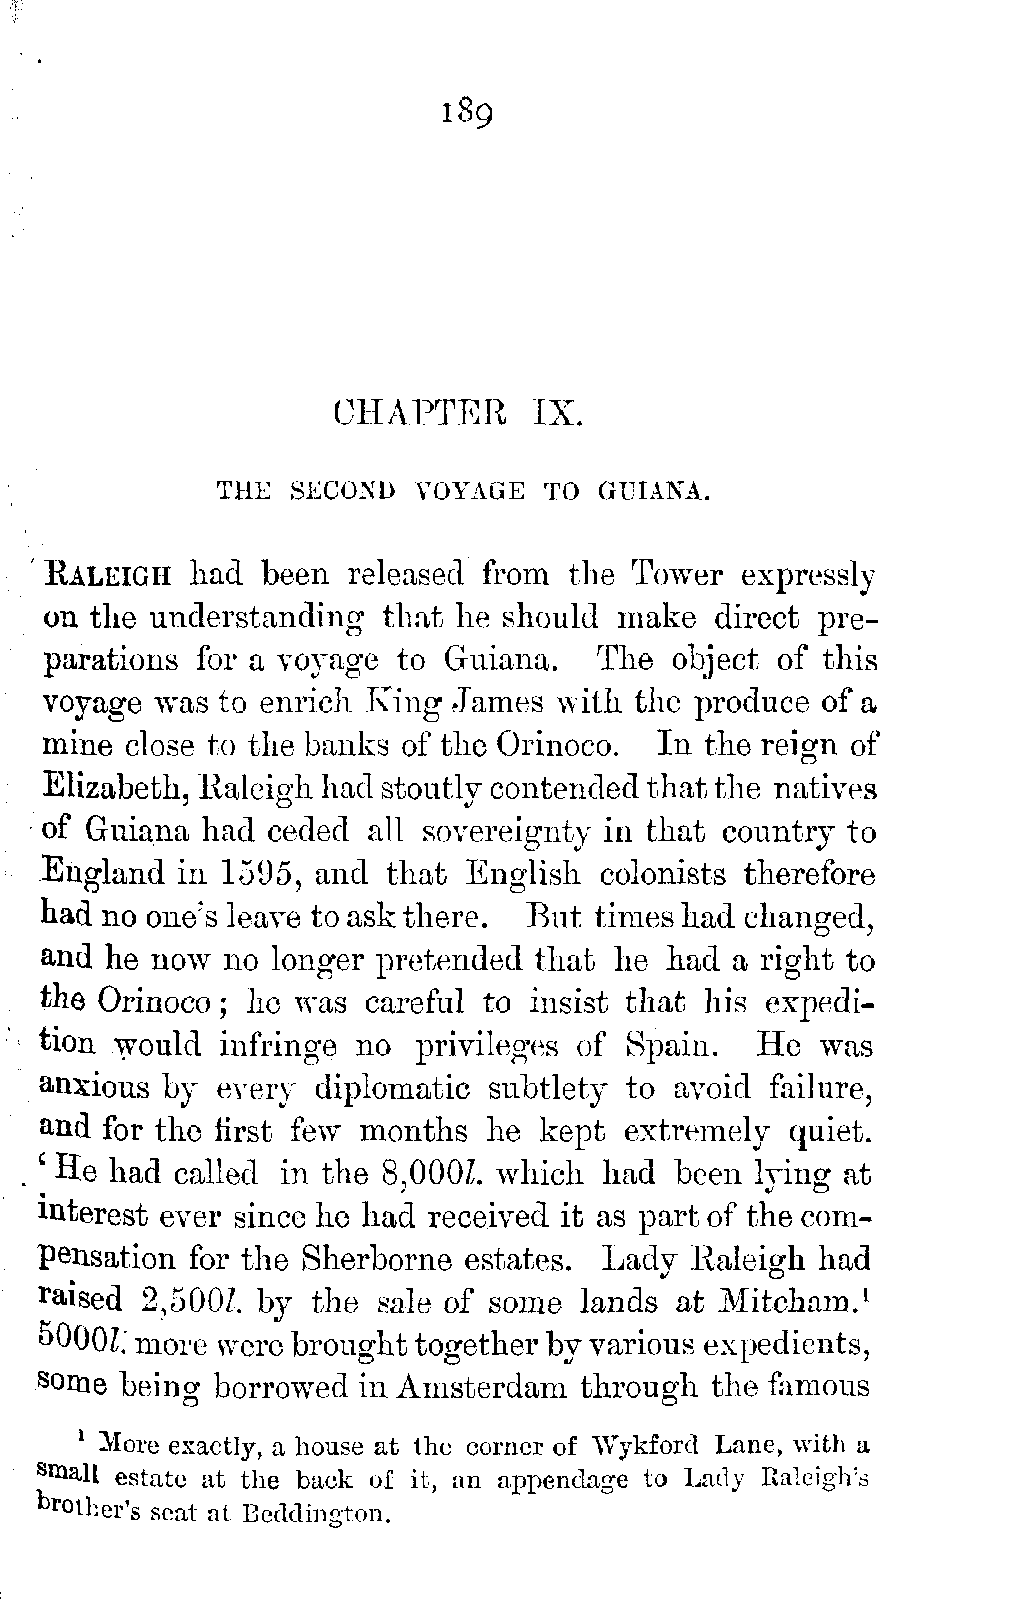 189
CHAPTER IX.
THE SECOND VOYAGE TO GUIANA.
RALEIGH had been released from the Tower expressly
on the understanding that he should make direct pre-
parations for a voyage to Guiana. The object of this
voyage was to enrich King James with the produce of a
mine close to the banks of the Orinoco. In the reign of
Elizabeth, Raleigh had stoutly contended that the natives
of Guiana had ceded all sovereignty in that country to
England in 1595, and that English colonists therefore
had no one's leave to ask there. But times had changed,
and he now no longer pretended that he had a right to
the Orinoco; he was careful to insist that his expedi-
tion would infringe no privileges of Spain. He was
anxious by every diplomatic subtlety to avoid failure,
and for the first few months he kept extremely quiet.
He had called in the 8,000l. which had been lying at
interest ever since he had received it as part of the com-
pensation for the Sherborne estates. Lady Raleigh had
raised 2,500l. by the sale of some lands at Mitcham.¹
5000l. more were brought together by various expedients,
some being borrowed in Amsterdam through the famous
¹ More exactly, a house at the corner of Wykford Lane, with a
small estate at the back of it, an appendage to Lady Raleigh's
brother's seat at Beddington.